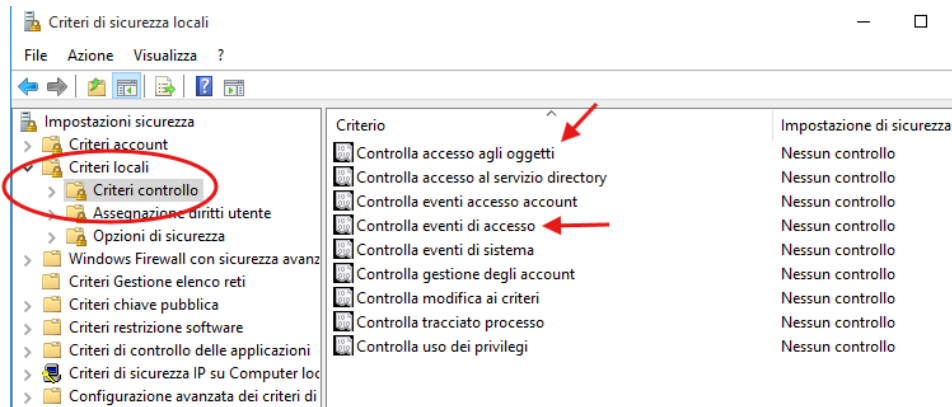 Criteri di sicurezza locali
File Azione Visualizza ?
Impostazioni sicurezza
Criteri account
Criteri locali
Criteri controllo
Assegnazione diritti utente
Opzioni di sicurezza
Windows Firewall con sicurezza avanz
Criteri Gestione elenco reti
Criteri chiave pubblica
Criteri restrizione software
Criteri di controllo delle applicazioni
Criteri di sicurezza IP su Computer loc
Configurazione avanzata dei criteri di
Criterio Impostazione di sicurezza
Controlla accesso agli oggetti Nessun controllo
Controlla accesso al servizio directory Nessun controllo
Controlla eventi accesso account Nessun controllo
Controlla eventi di accesso Nessun controllo
Controlla eventi di sistema Nessun controllo
Controlla gestione degli account Nessun controllo
Controlla modifica ai criteri Nessun controllo
Controlla tracciato processo Nessun controllo
Controlla uso dei privilegi Nessun controllo